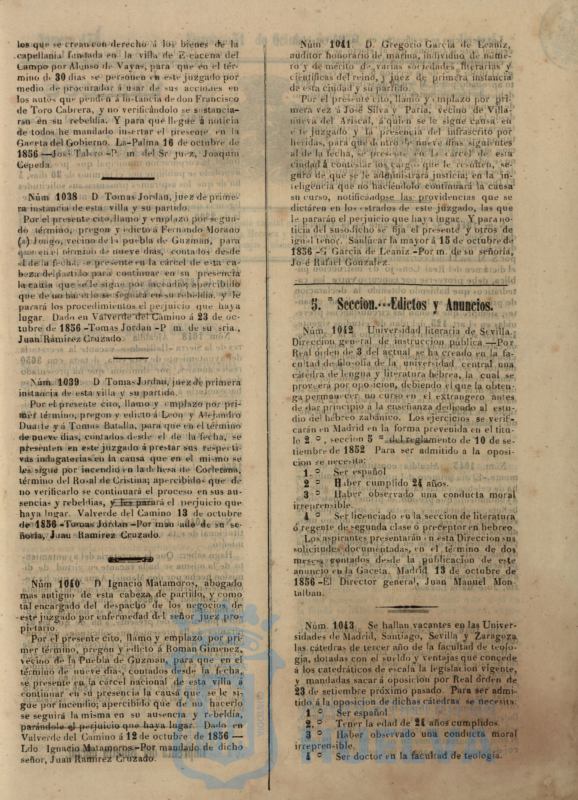 los que se crean con derecho á los bienes de la
capellania fundada en la villa de Zacena del
Campo por Alonso de Vayas, para que en el tér-
mino de 30 dias se personen en este juzgado por
medio de procurador á usar de sus acciones en
los autos que penden á instancia de don Francisco
de Toro Cabrera, y no verificándolo se sustancia-
ran en su rebeldía. Y para que llegue á noticia
de todos he mandado insertar el presente en la
Gaceta del Gobierno. La-Palma 16 de octubre de
1856—José Talero-P. m. del Sr. juez, Joaquin
Cepeda.
Núm 1038 D Tomas Jordan, juez de prime-
ra instancia de esta villa y su partido.
Por el presente cito, llamo y emplazo por segun-
do término, pregon y edicto á Fernando Morano
(a) Jongo, vecino de la puebla de Guzman, para
que en el término de nueve dias, contados desde
el de la fecha, se presente en la cárcel de esta ca-
beza del partido para continuar en su presencia
la causa que se le sigue por incendio; apercibido
que de no hacerlo se seguirá en su rebeldía, y le
pararà los procedimientos el perjuicio que haya
lugar. Dado en Valverde del Camino á 23 de oc-
tubre de 1856-Tomas Jordan-P. m. de su sria.,
Juan Ramirez Cruzado.
Núm. 1039 D Tomas Jordan, juez de primera
instancia de esta villa y su partido.
Por el presente cito, llamo y emplazo por pri-
mer término, pregon y edicto á Leon y Alejandro
Duarte y á Tomas Batalla, para que en el término
de nueve dias, contados desde el de la fecha, se
presenten en este juzgado á prestar sus respecti-
vas indagatorias en la causa que en el mismo se
les sigue por incendio en la dehesa de
término del Rosal de Cristina; apercibidos que de
no verificarlo se continuará el proceso en sus au-
sencias y rebeldias, y les parará el perjuicio que
haya lugar. Valverde del Camino 13 de octubre
de 1856-Tomas Jordan-Por mandado de su se-
ñoria, Juan Ramirez Cruzado.
Núm 1040 D Ignacio Matamoros, abogado
mas antiguo de esta cabeza de partido, y como
tal encargado del despacho de los negocios de
este juzgado por enfermedad del señor juez pro-
pietario.
Por el presente cito, llamo y emplazo por pri-
mer término, pregon y edicto á Roman Gimenez,
vecino de la Puebla de Guzman, para que en el
término de nueve dias, contados desde la fecha,
se presente en la cárcel nacional de esta villa á
continuar en su presencia la causa que se le si-
gue por incendio; apercibido que de no hacerlo
se seguirá la misma en su ausencia y rebeldia,
parándole el perjuicio que haya lugar. Dado en
Valverde del Camino á 12 de octubre de 1856—
Ldo. Ignacio Matamoros-Por mandado de dicho
señor, Juan Ramirez Cruzado.
Núm 1041 D. Gregorio Garcia de Leaniz,
auditor honorario de marina, individuo de núme-
ro y de mérito de varias sociedades literarias y
cientificas del reino, y juez de primera instancia
de esta ciudad y su partido.
Por el presente cito, llamo y emplazo por pri-
mera vez á José Silva y Paria, vecino de Villa-
nueva del Ariscal, á quien se le sigue causa en
este juzgado y la presencia del infrascrito por
heridas, para que dentro de nueve dias siguientes
al de la fecha, se presente en la carcel de esta
ciudad á contestar los cargos que le resulten, se-
guro de que se le administrará justicia; en la in-
teligencia que no haciéndolo continuará la causa
su curso, notificandose las providencias que se
dictáren en los estrados de este juzgado, las que
le pararán el perjuicio que haya lugar. Y para no-
ticia del susodicho se fija el presente y otros de
igual tenor. Sanlúcar la mayor á 15 de octubre de
1856-G Garcia de Leaniz-Por m. de su señoria,
José Rafael Gonzalez.
5. ª Seccion.---Edictos y Anuncios.
Núm. 1042 Universidad literaria de Sevilla.
Direccion general de instruccion pública—Por
Real órden de 3 del actual se ha creado en la fa-
cultad de filosofia de la universidad central una
cátedra de lengua y literatura hebrea, la cual se
proveerá por oposicion, debiendo el que la obten-
ga permanecer un curso en el extrangero antes
de dar principio á la enseñanza dedicado al estu-
dio del hebreo rabínico. Los ejercicios se verifi-
carán en Madrid en la forma prevenida en el títu-
lo 2 º , seccion 5 ª del reglamento de 10 de se-
tiembre de 1852 Para ser admitido á la oposi-
cion se necesita:
1. º Ser español
2 º Haber cumplido 24 años.
3 º Haber observado una conducta moral
irreprensible.
4 º Ser licenciado en la seccion de literatura
ó regente de segunda clase ó preceptor en hebreo
Los aspirantes presentarán en esta Direccion sus
solicitudes documentadas, en el término de dos
meses, contados desde la publicacion de este
anuncio en la Gaceta. Madrid 13 de octubre de
1856—El Director general, Juan Manuel Mon-
talban.
Núm. 1043 Se hallan vacantes en las Univer-
sidades de Madrid, Santiago, Sevilla y Zaragoza
las cátedras de tercer año de la facultad de teolo-
gia, dotadas con el sueldo y ventajas que concede
á los catedráticos de escala la legislacion vigente,
y mandadas sacar á oposicion por Real órden de
23 de setiembre próximo pasado. Para ser admi-
tido á la oposicion de dichas cátedras se necesita:
1. º Ser español
2. º Tener la edad de 24 años cumplidos.
3 º Haber observado una conducta moral
irreprensible.
4 º Ser doctor en la facultad de teologia.